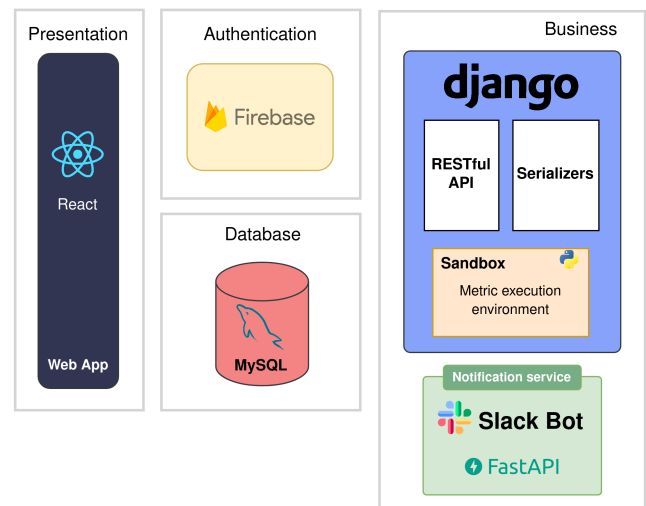 Presentation
React
Web App
Authentication
Firebase
Database
MySQL
Business
django
RESTful
API
Serializers
Sandbox
Metric execution
environment
Notification service
Slack Bot
FastAPI